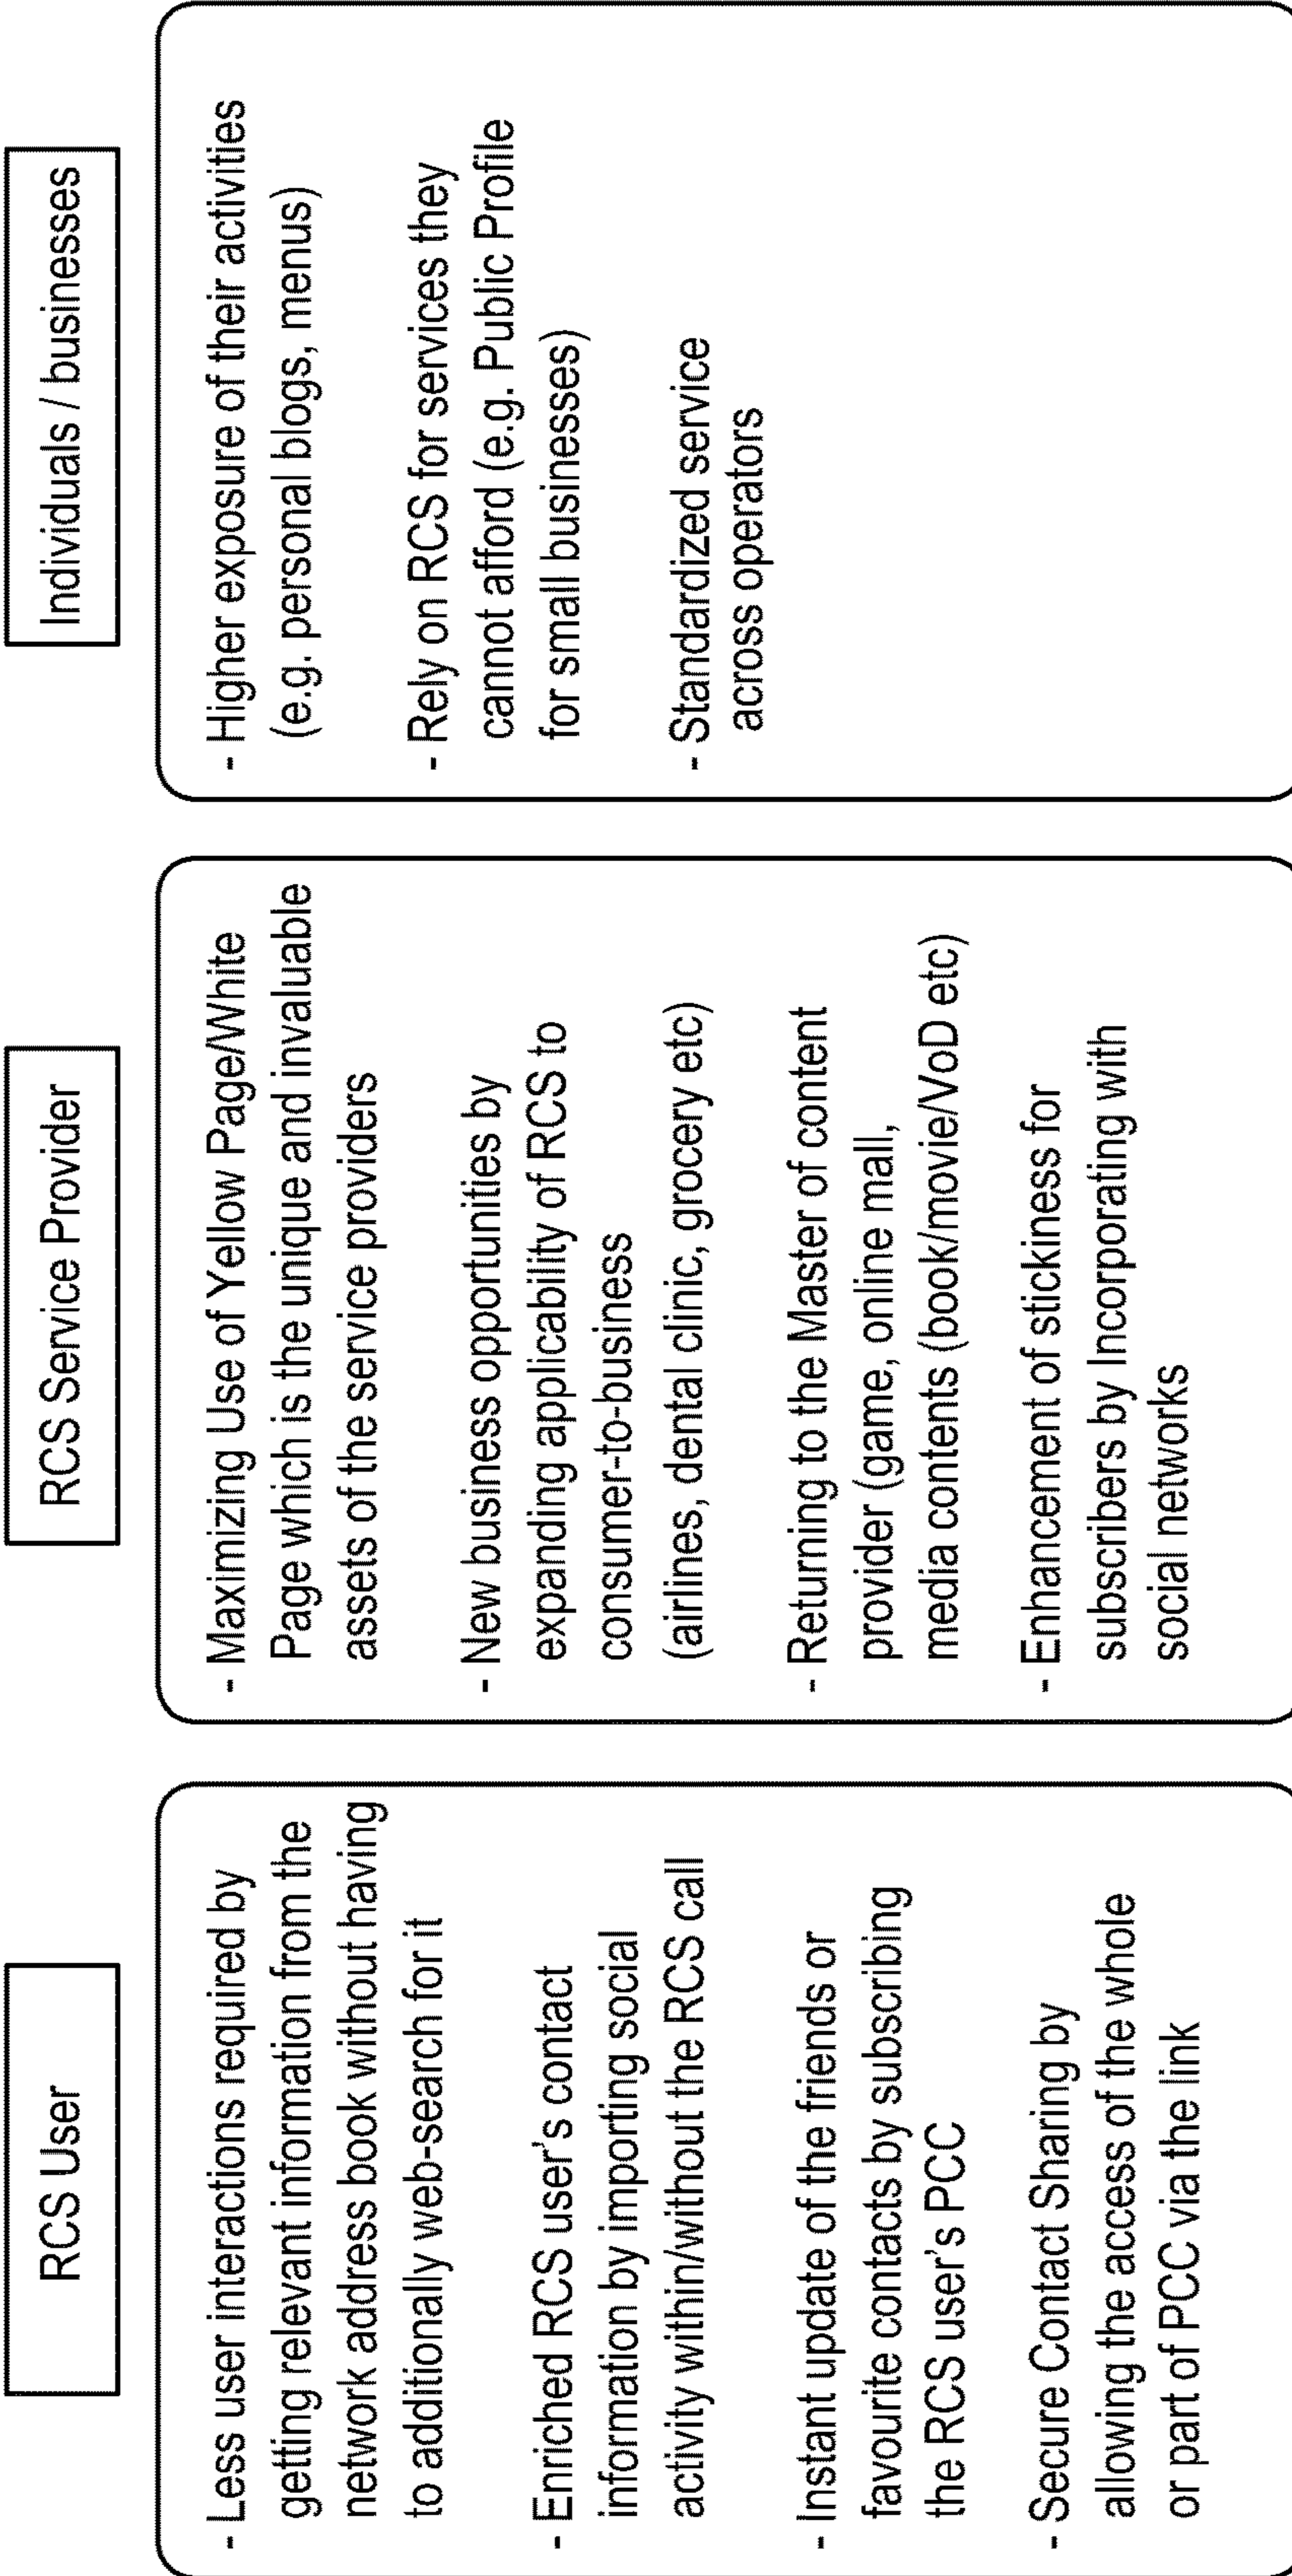 RCS User
- Less user interactions required by
getting relevant information from the
network address book without having
to additionally web-search for it
- Enriched RCS user's contact
information by importing social
activity within/without the RCS call
- Instant update of the friends or
favourite contacts by subscribing
the RCS user's PCC
- Secure Contact Sharing by
allowing the access of the whole
or part of PCC via the link
RCS Service Provider
- Maximizing Use of Yellow Page/White
Page which is the unique and invaluable
assets of the service providers
- New business opportunities by
expanding applicability of RCS to
consumer-to-business
(airlines, dental clinic, grocery etc)
- Returning to the Master of content
provider (game, online mall,
media contents (book/movie/VoD etc)
- Enhancement of stickiness for
subscribers by Incorporating with
social networks
Individuals / businesses
- Higher exposure of their activities
(e.g. personal blogs, menus)
- Rely on RCS for services they
cannot afford (e.g. Public Profile
for small businesses)
- Standardized service
across operators